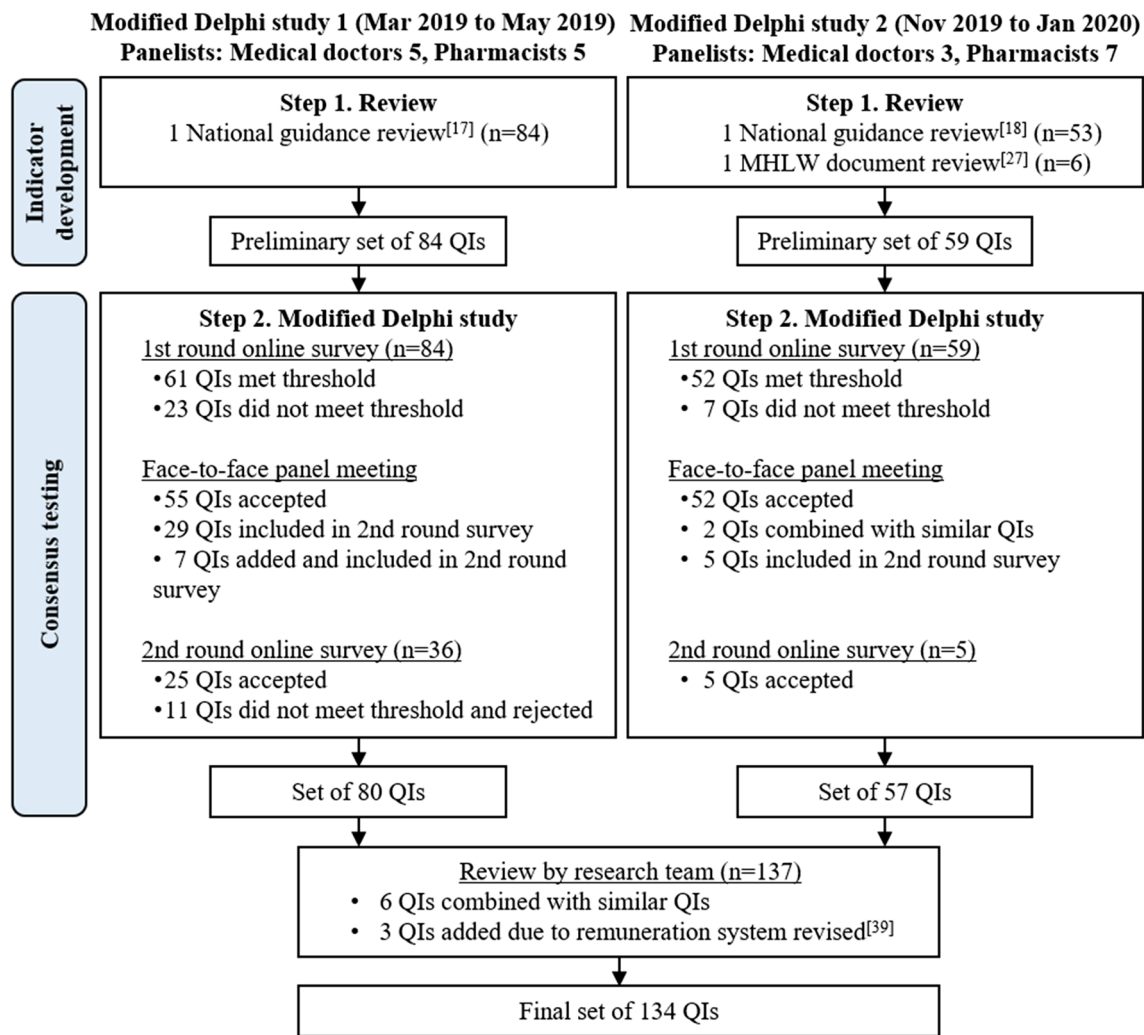 Modified Delphi study 1 (Mar 2019 to May 2019)
Panelists: Medical doctors 5, Pharmacists 5
Modified Delphi study 2 (Nov 2019 to Jan 2020)
Panelists: Medical doctors 3, Pharmacists 7
Indicator
development
Step 1. Review
1 National guidance review[17] (n=84)
Step 1. Review
1 National guidance review[18] (n=53)
1 MHLW document review[27] (n=6)
Preliminary set of 84 QIs
Preliminary set of 59 QIs
Consensus testing
Step 2. Modified Delphi study
1st round online survey (n=84)
•61 QIs met threshold
•23 QIs did not meet threshold
Face-to-face panel meeting
•55 QIs accepted
•29 QIs included in 2nd round survey
• 7 QIs added and included in 2nd round
survey
2nd round online survey (n=36)
•25 QIs accepted
•11 QIs did not meet threshold and rejected
Step 2. Modified Delphi study
1st round online survey (n=59)
•52 QIs met threshold
• 7 QIs did not meet threshold
Face-to-face panel meeting
•52 QIs accepted
• 2 QIs combined with similar QIs
• 5 QIs included in 2nd round survey
2nd round online survey (n=5)
• 5 QIs accepted
Set of 80 QIs
Set of 57 QIs
Review by research team (n=137)
• 6 QIs combined with similar QIs
• 3 QIs added due to remuneration system revised[39]
Final set of 134 QIs